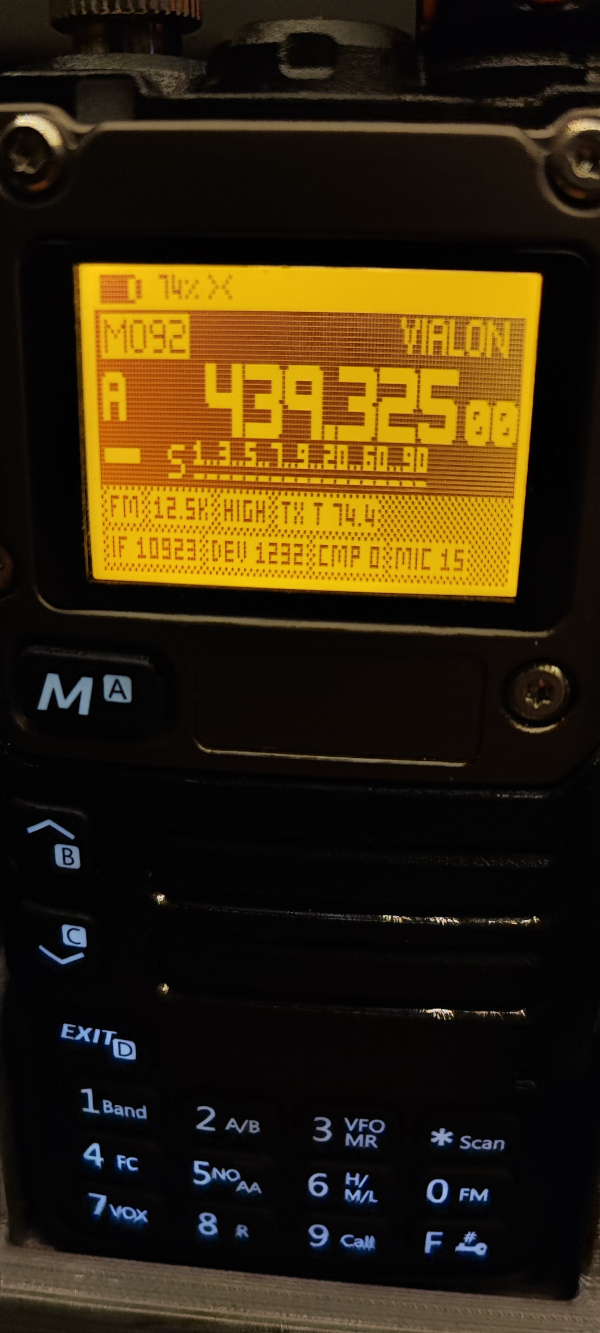 74%
M092 VIALON
A 439.325 00
S 1..3..5..7..9..20..60..90
FM 12.5K HIGH TX T 74.4
IF 10923 DEV 1232 CMP 0 MIC 15
M A
B
C
EXIT D
1 Band 2 A/B 3 VFO MR * Scan
4 FC 5 NOAA 6 H/M/L 0 FM
7 VOX 8 R 9 Call F #